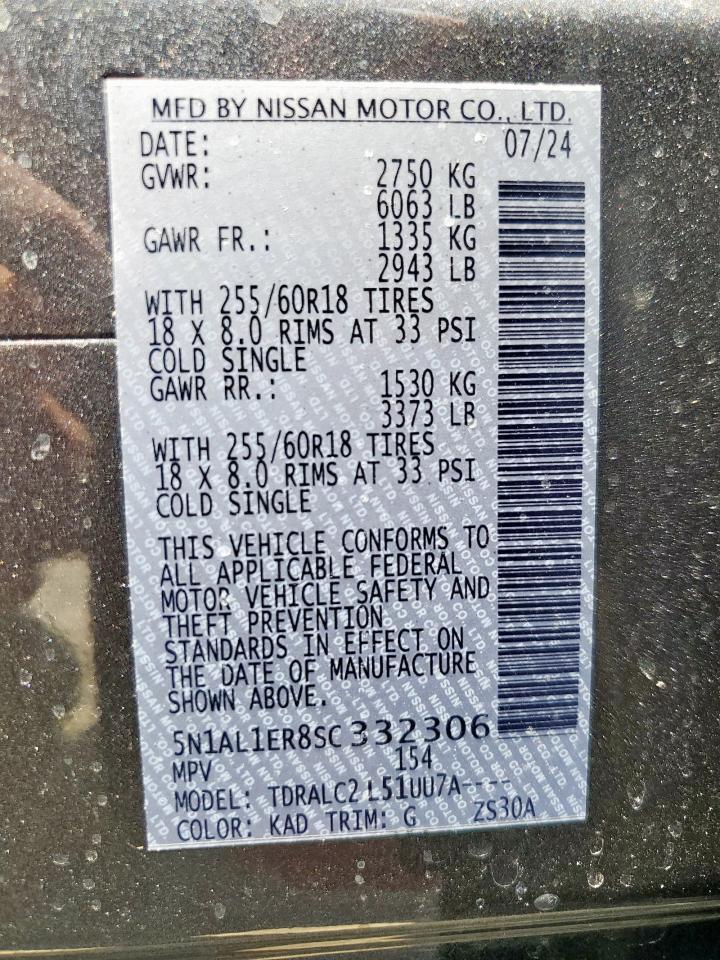 MFD BY NISSAN MOTOR CO., LTD.
DATE: 07/24
GVWR: 2750 KG
6063 LB
GAWR FR.: 1335 KG
2943 LB
WITH 255/60R18 TIRES
18 X 8.0 RIMS AT 33 PSI
COLD SINGLE
GAWR RR.: 1530 KG
3373 LB
WITH 255/60R18 TIRES
18 X 8.0 RIMS AT 33 PSI
COLD SINGLE
THIS VEHICLE CONFORMS TO
ALL APPLICABLE FEDERAL
MOTOR VEHICLE SAFETY AND
THEFT PREVENTION
STANDARDS IN EFFECT ON
THE DATE OF MANUFACTURE
SHOWN ABOVE.
5N1AL1ER8SC332306
MPV 154
MODEL: TDRALC2L51UU7A----
COLOR: KAD TRIM: G ZS30A